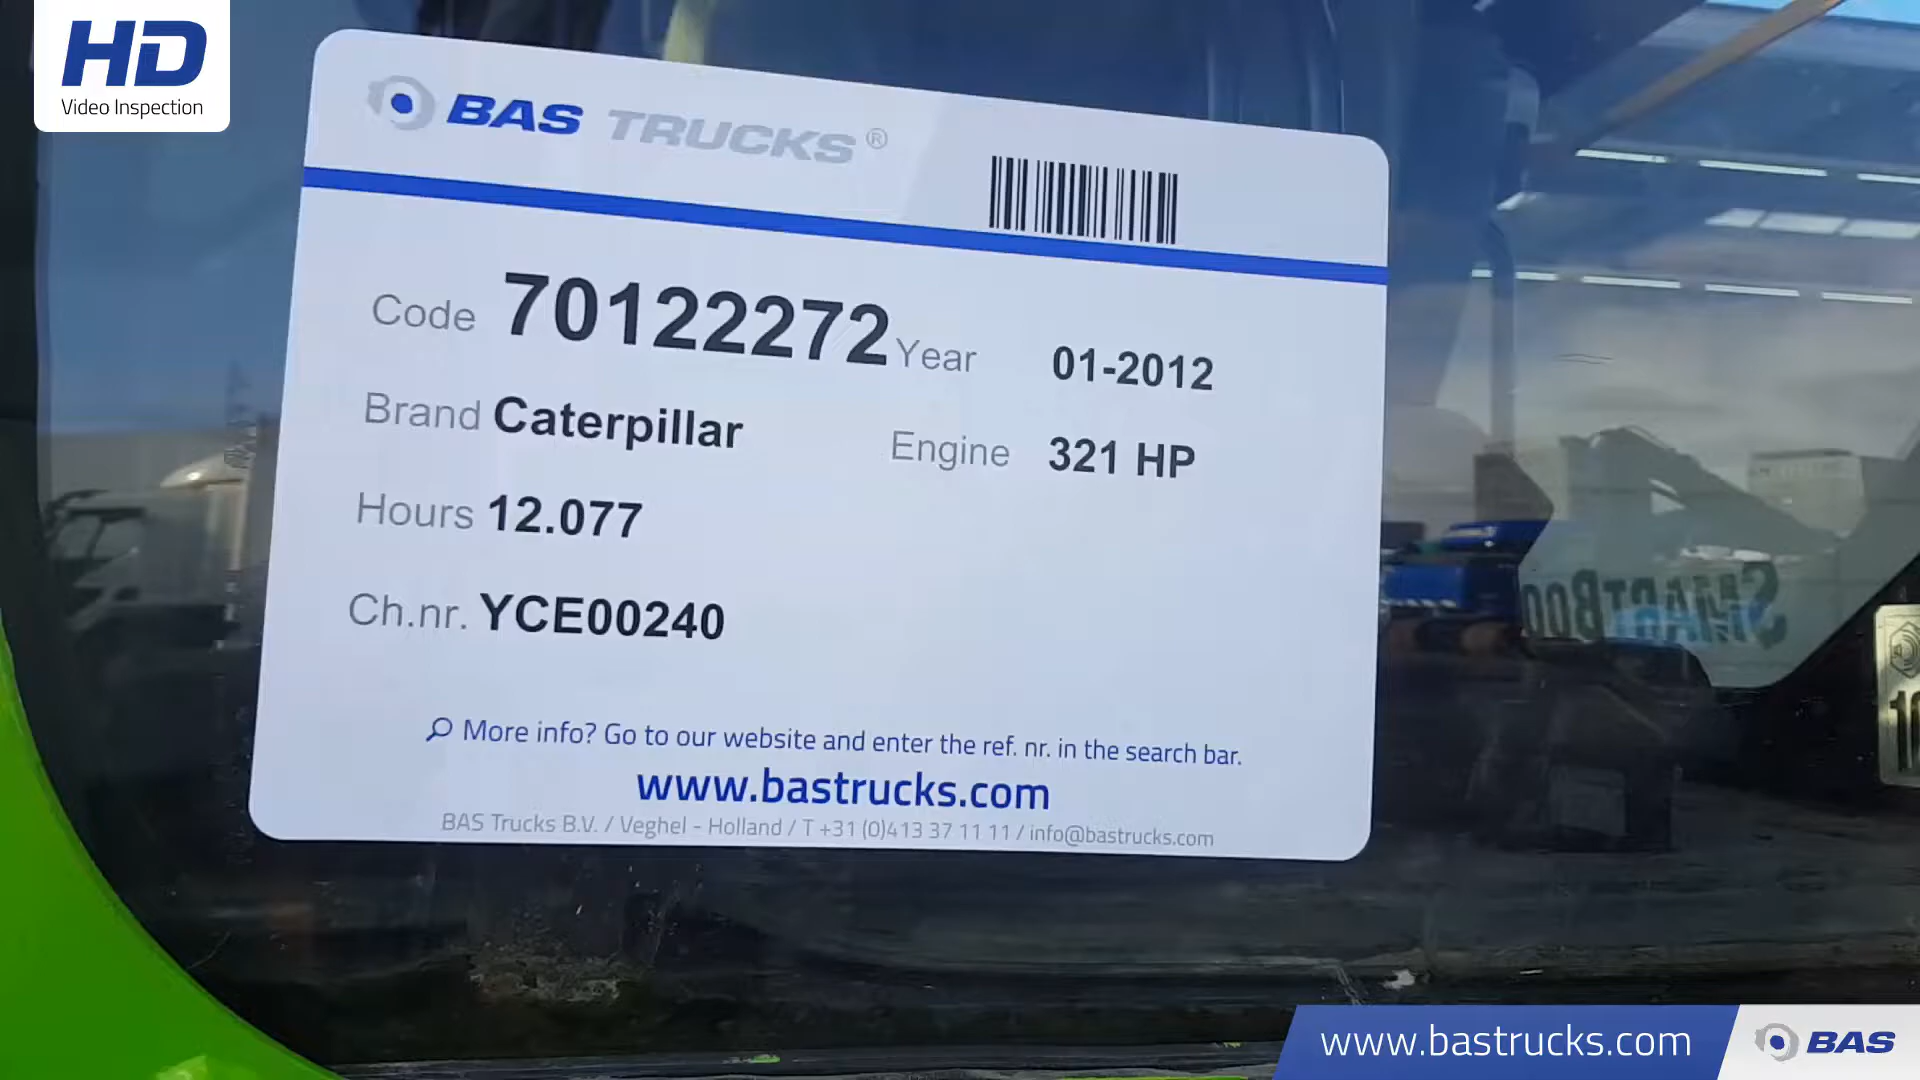 HD
Video Inspection
BAS TRUCKS®
Code 70122272 Year 01-2012
Brand Caterpillar Engine 321 HP
Hours 12.077
Ch.nr. YCE00240
More info? Go to our website and enter the ref. nr. in the search bar.
www.bastrucks.com
BAS Trucks B.V. / Veghel - Holland / T +31 (0)413 37 11 11 / info@bastrucks.com
www.bastrucks.com BAS